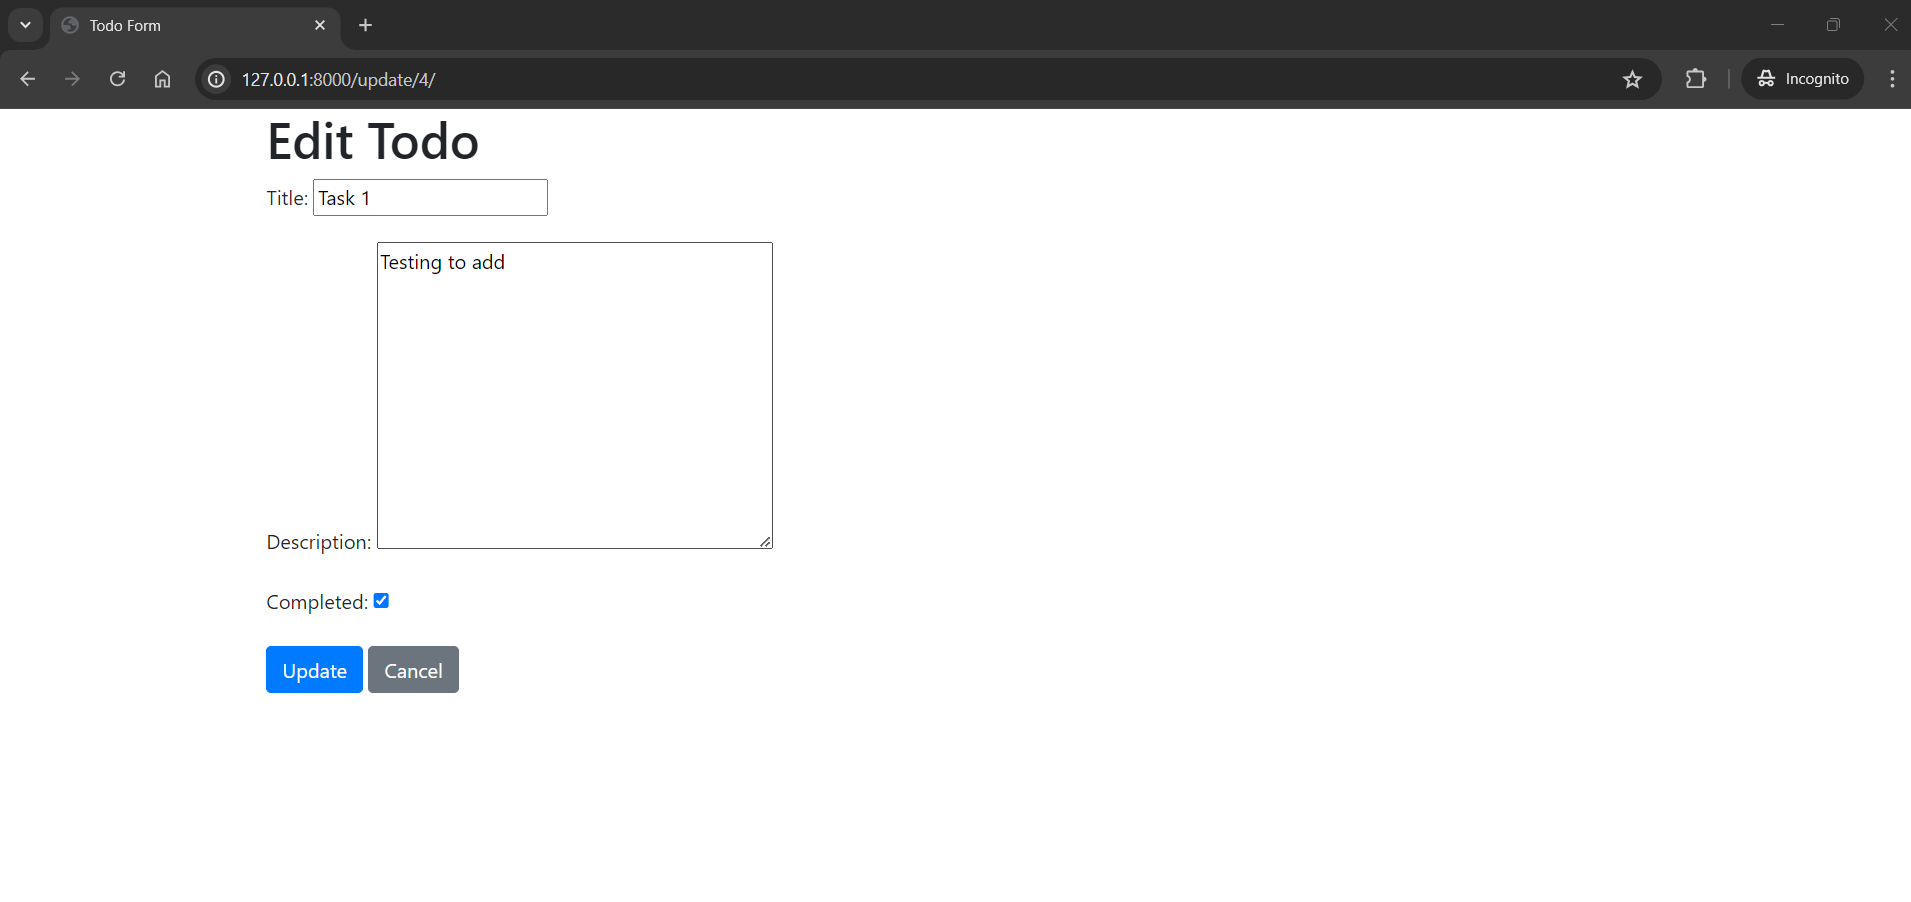 Todo Form
127.0.0.1:8000/update/4/
Incognito
Edit Todo
Title: Task 1
Testing to add
Description:
Completed:
Update Cancel